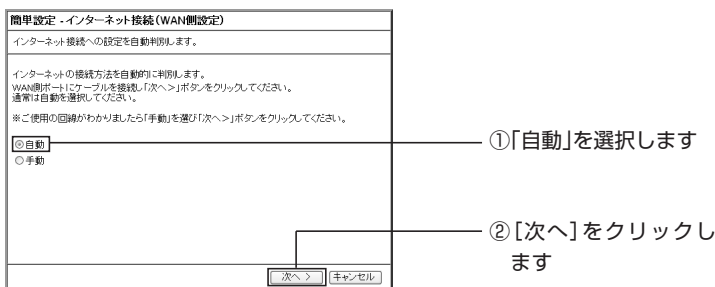 簡単設定 - インターネット接続(WAN側設定)
インターネット接続への設定を自動判別します。
インターネットの接続方法を自動的に判別します。
WAN側ポートにケーブルを接続し「次へ>」ボタンをクリックしてください。
通常は自動を選択してください。
※ご使用の回線がわかりましたら「手動」を選び「次へ>」ボタンをクリックしてください。
自動
手動
①「自動」を選択します
②[次へ]をクリックし
ます
次へ > キャンセル